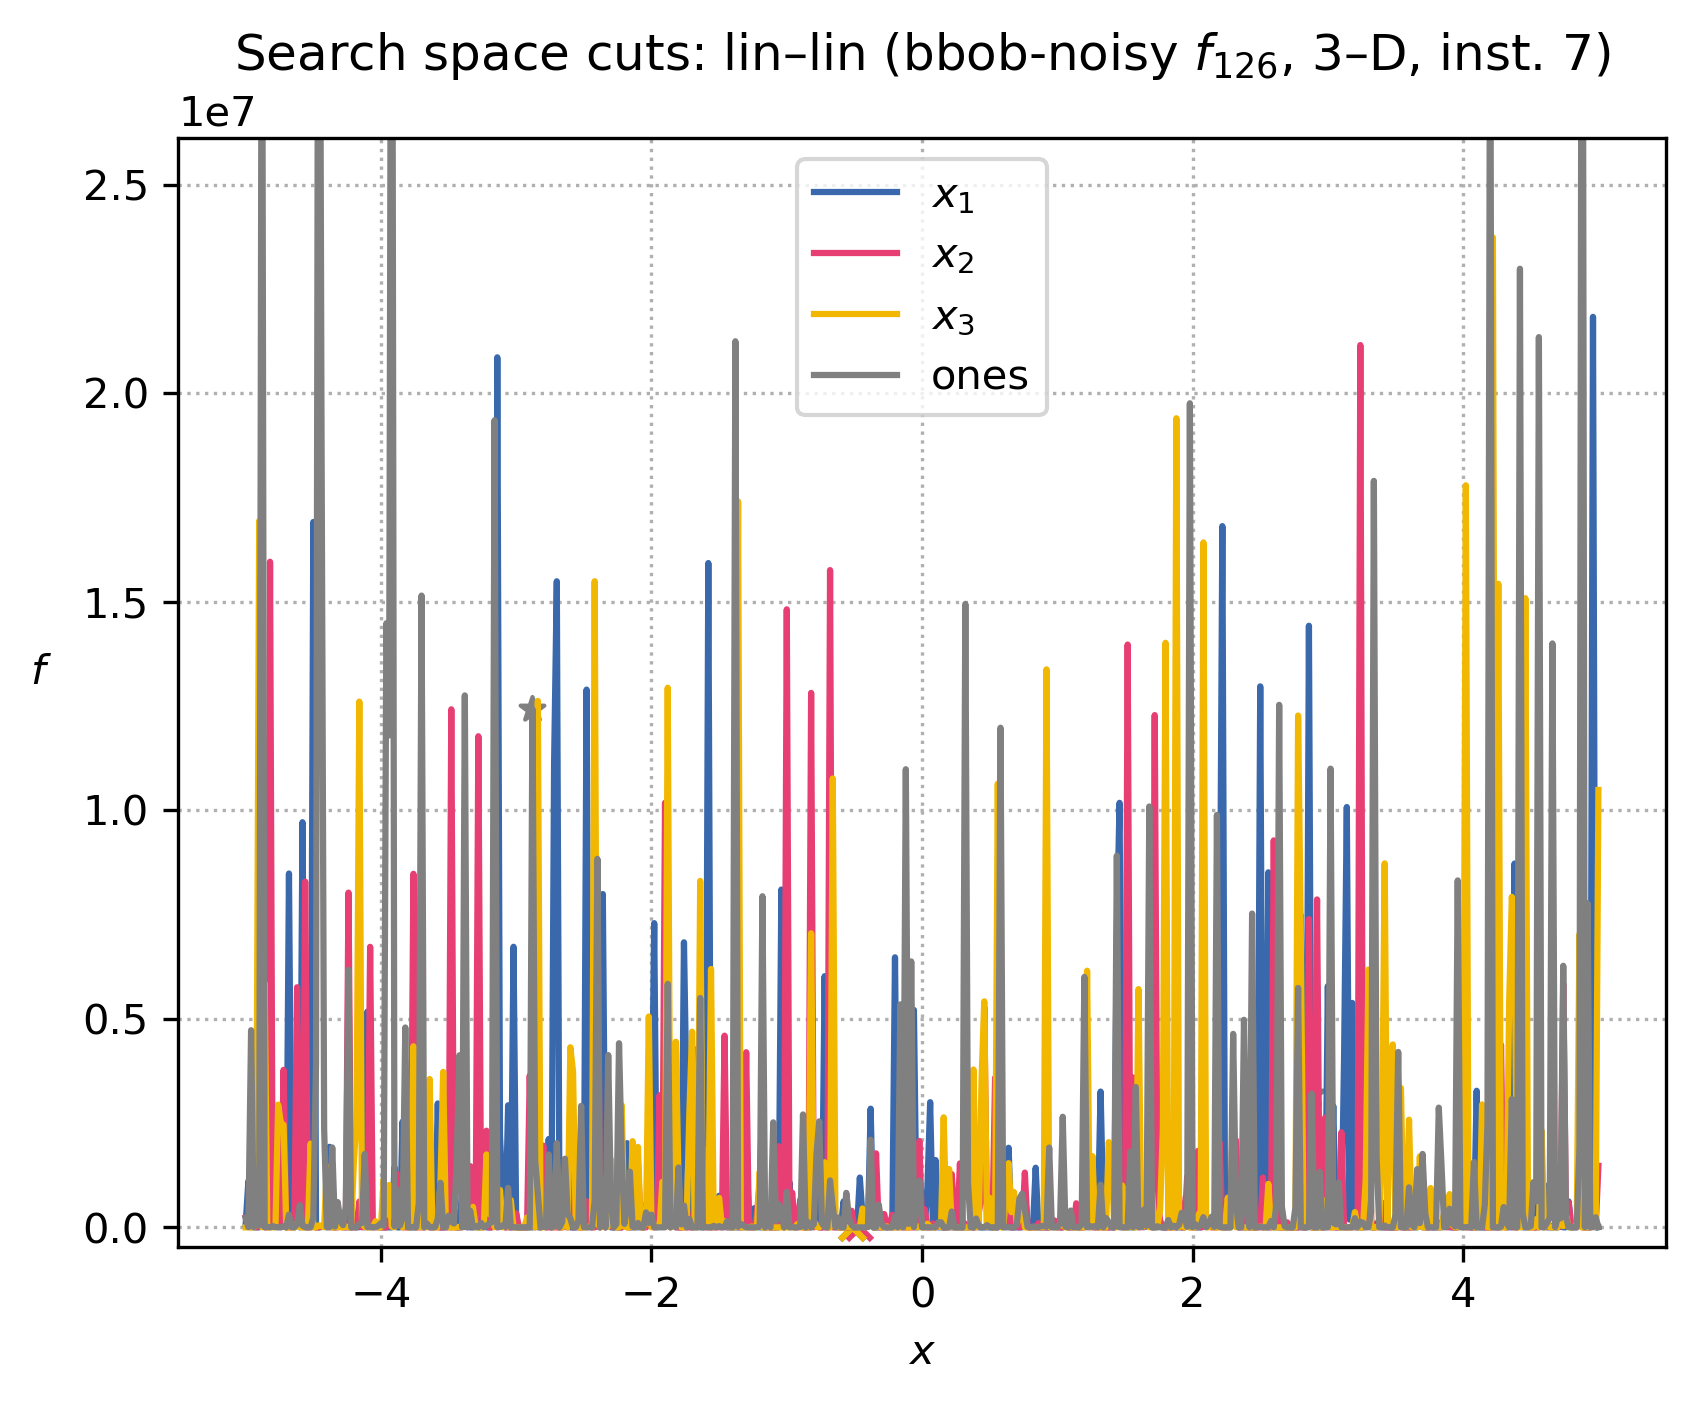 Search space cuts: lin–lin (bbob-noisy f₁₂₆, 3–D, inst. 7)
1e7
2.5
2.0
1.5
1.0
0.5
0.0
f
x₁
x₂
x₃
ones
−4
−2
0
2
4
x